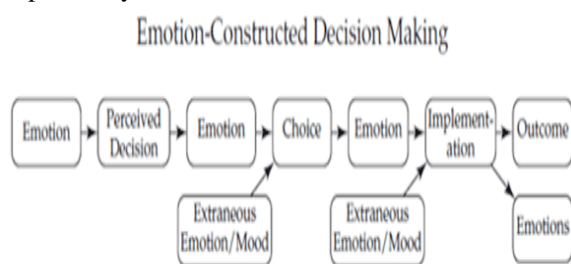 Emotion-Constructed Decision Making
Emotion
Perceived
Decision
Emotion
Choice
Emotion
Implement-
ation
Outcome
Extraneous
Emotion/Mood
Extraneous
Emotion/Mood
Emotions